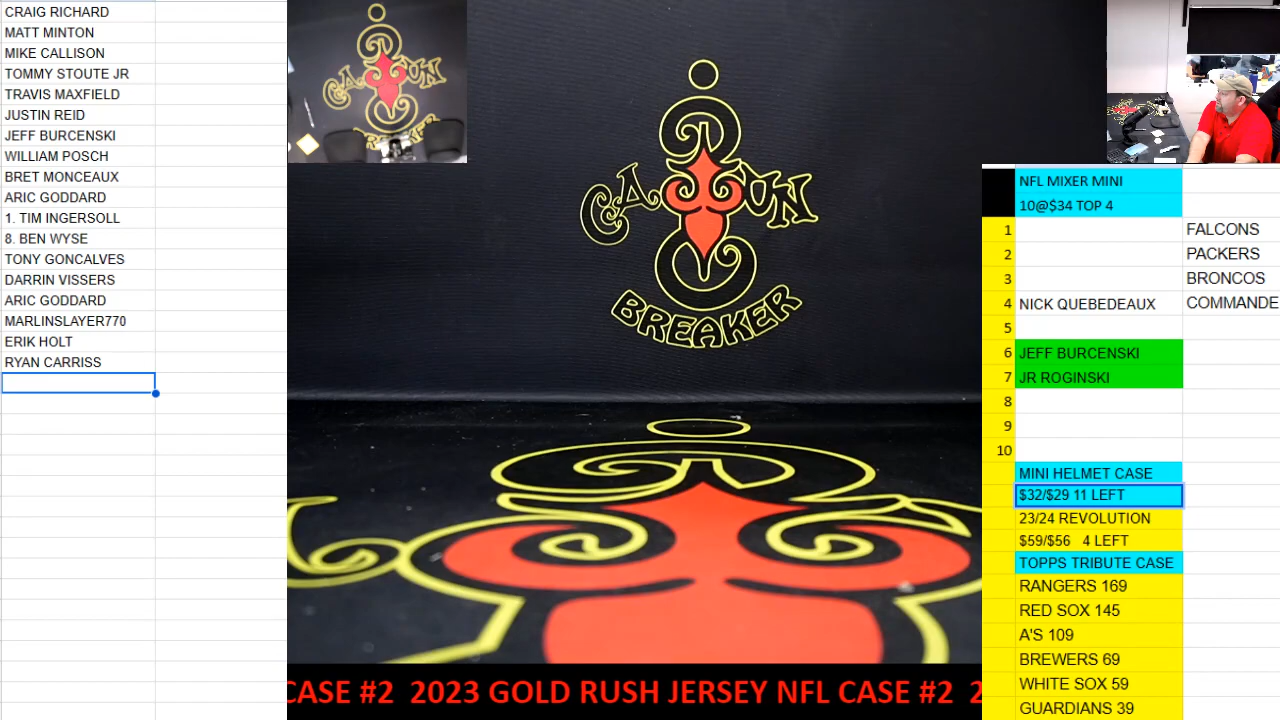 CRAIG RICHARD
MATT MINTON
MIKE CALLISON
TOMMY STOUTE JR
TRAVIS MAXFIELD
JUSTIN REID
JEFF BURCENSKI
WILLIAM POSCH
BRET MONCEAUX
ARIC GODDARD
1. TIM INGERSOLL
8. BEN WYSE
TONY GONCALVES
DARRIN VISSERS
ARIC GODDARD
MARLINSLAYER770
ERIK HOLT
RYAN CARRISS
CAJUN
BREAKER
CAJUN
BREAKER
CASE #2 2023 GOLD RUSH JERSEY NFL CASE #2 2
NFL MIXER MINI
10@$34 TOP 4
1 FALCONS
2 PACKERS
3 BRONCOS
4 NICK QUEBEDEAUX COMMANDE
5
6 JEFF BURCENSKI
7 JR ROGINSKI
8
9
10
MINI HELMET CASE
$32/$29 11 LEFT
23/24 REVOLUTION
$59/$56 4 LEFT
TOPPS TRIBUTE CASE
RANGERS 169
RED SOX 145
A'S 109
BREWERS 69
WHITE SOX 59
GUARDIANS 39